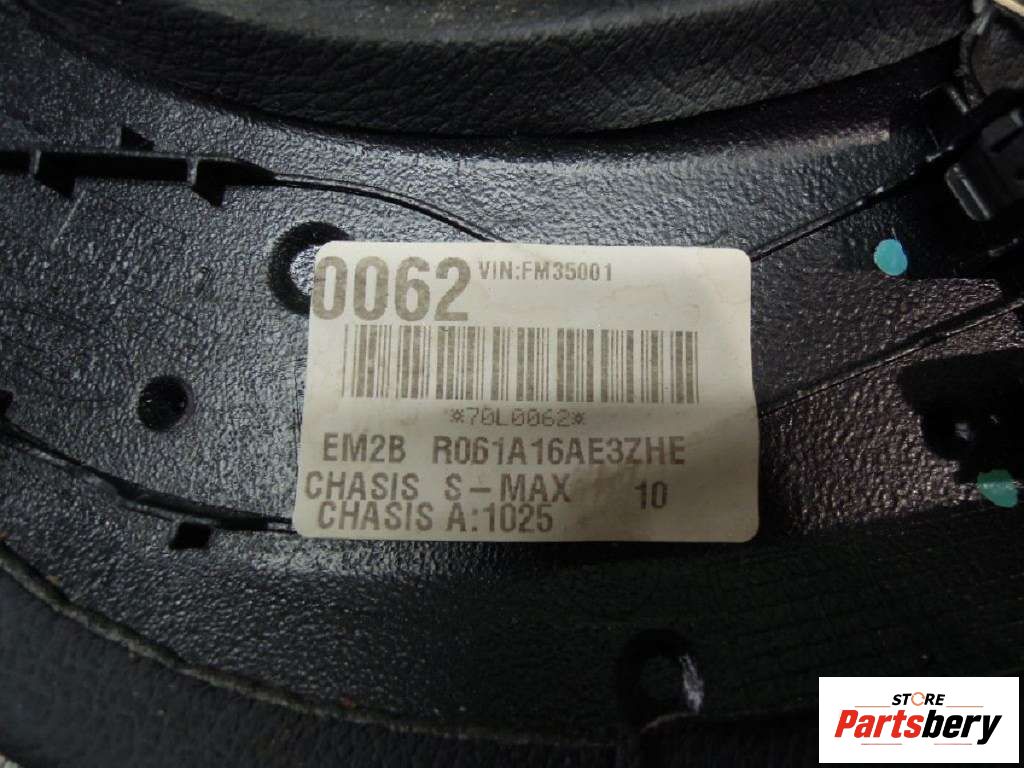 0062 VIN:FM35001
*70L0062*
EM2B R061A16AE3ZHE
CHASIS S-MAX 10
CHASIS A:1025
STORE
Partsbery